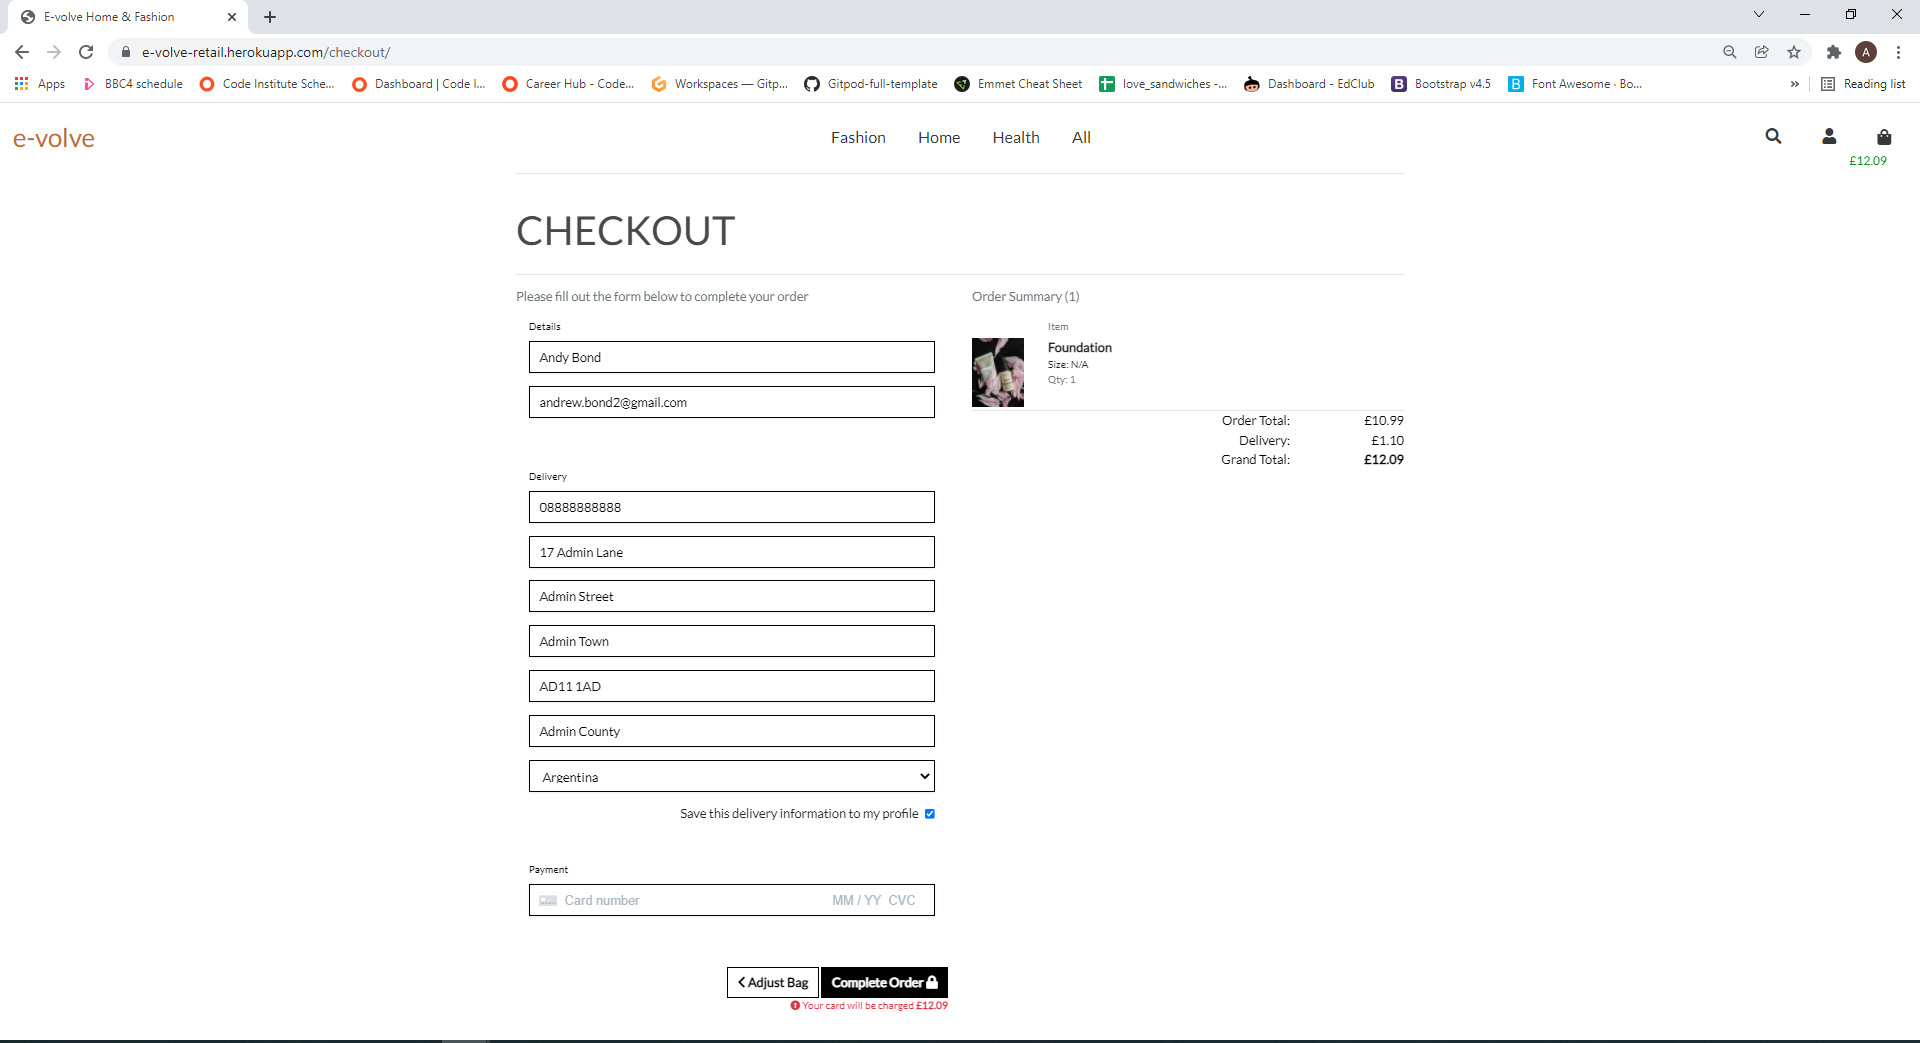 E-volve Home & Fashion
e-volve-retail.herokuapp.com/checkout/
A
Apps
BBC4 schedule
Code Institute Sche...
Dashboard | Code I...
Career Hub - Code...
Workspaces — Gitp...
Gitpod-full-template
Emmet Cheat Sheet
love_sandwiches -...
Dashboard - EdClub
B Bootstrap v4.5
B Font Awesome · Bo...
»
Reading list
e-volve
Fashion Home Health All
£12.09
CHECKOUT
Please fill out the form below to complete your order
Details
Andy Bond
andrew.bond2@gmail.com
Delivery
08888888888
17 Admin Lane
Admin Street
Admin Town
AD11 1AD
Admin County
Argentina
Save this delivery information to my profile
Payment
Card number MM / YY CVC
Adjust Bag
Complete Order
Your card will be charged £12.09
Order Summary (1)
Item
Foundation
Size: N/A
Qty: 1
Order Total: £10.99
Delivery: £1.10
Grand Total: £12.09